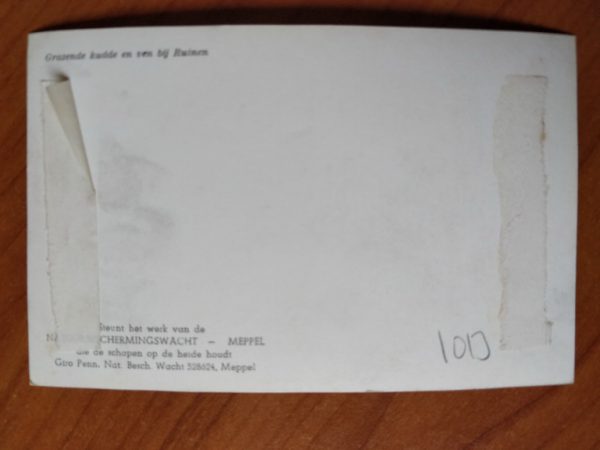 Grazende kudde en ven bij Ruinen
Steunt het werk van de
CHERMINGSWACHT – MEPPEL
die de schapen op de heide houdt
Giro Penn. Nat. Besch. Wacht 528624, Meppel